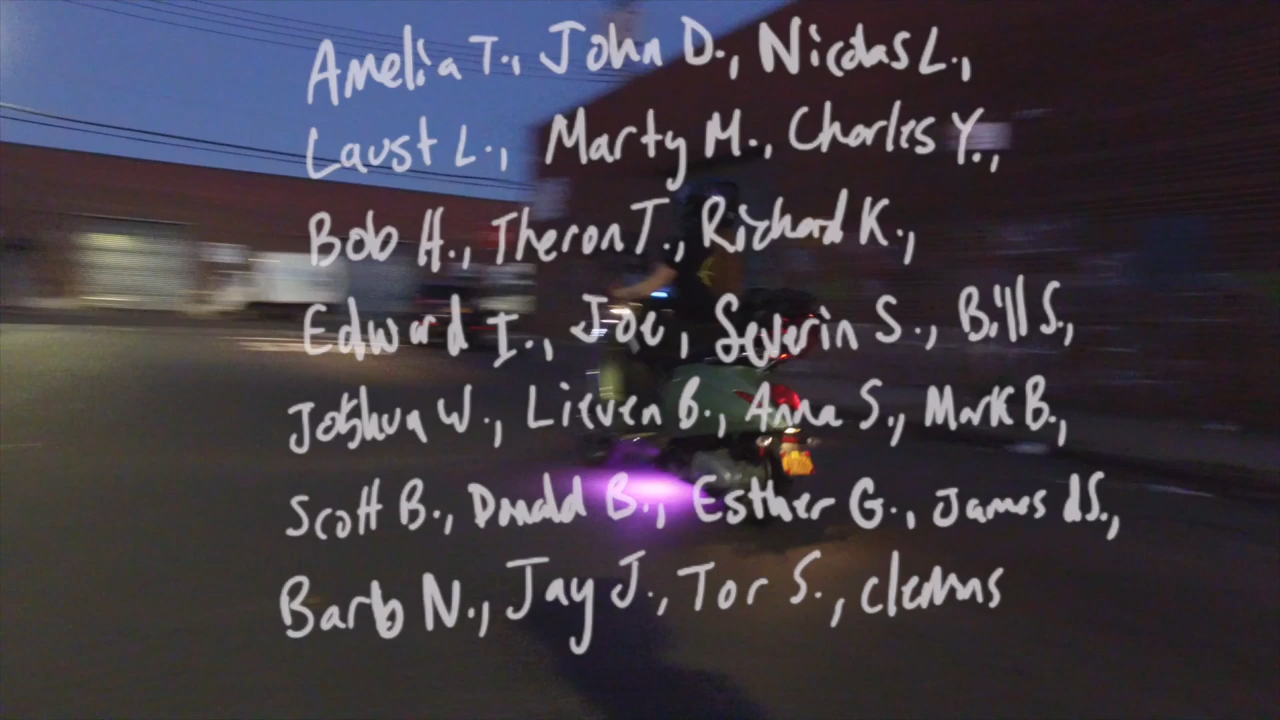 Amelia T., John D., Nicolas L.,
Laust L., Marty M., Charles Y.,
Bob H., Theron T., Richard K.,
Edward I., Joe, Severin S., Bill S.,
Joshua W., Lieven B., Anna S., Mark B.,
Scott B., Donald B., Esther G., James dS.,
Barb N., Jay J., Tor S., clemens